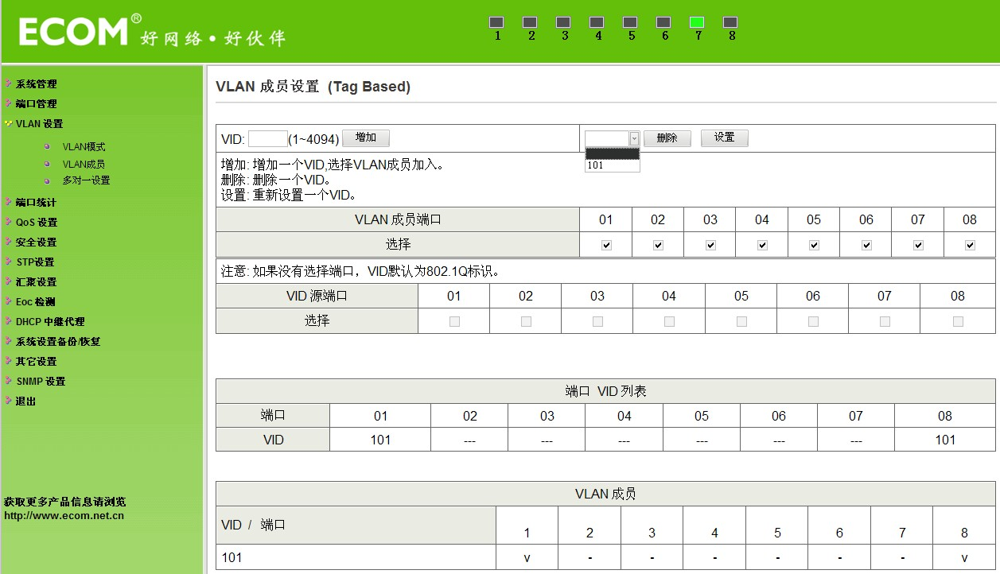 ECOM® 好网络•好伙伴
1 2 3 4 5 6 7 8
系统管理
端口管理
VLAN 设置
VLAN模式
VLAN成员
多对一设置
端口统计
QoS 设置
安全设置
STP设置
汇聚设置
Eoc 检测
DHCP 中继代理
系统设置备份/恢复
其它设置
SNMP 设置
退出
获取更多产品信息请浏览
http://www.ecom.net.cn
VLAN 成员设置 (Tag Based)
VID: (1~4094) 增加 删除 设置
101
增加: 增加一个VID,选择VLAN成员加入。
删除: 删除一个VID。
设置: 重新设置一个VID。
VLAN 成员端口 01 02 03 04 05 06 07 08
选择
注意: 如果没有选择端口，VID默认为802.1Q标识。
VID 源端口 01 02 03 04 05 06 07 08
选择
端口 VID 列表
端口 01 02 03 04 05 06 07 08
VID 101 --- --- --- --- --- --- 101
VLAN 成员
VID / 端口 1 2 3 4 5 6 7 8
101 v - - - - - - v